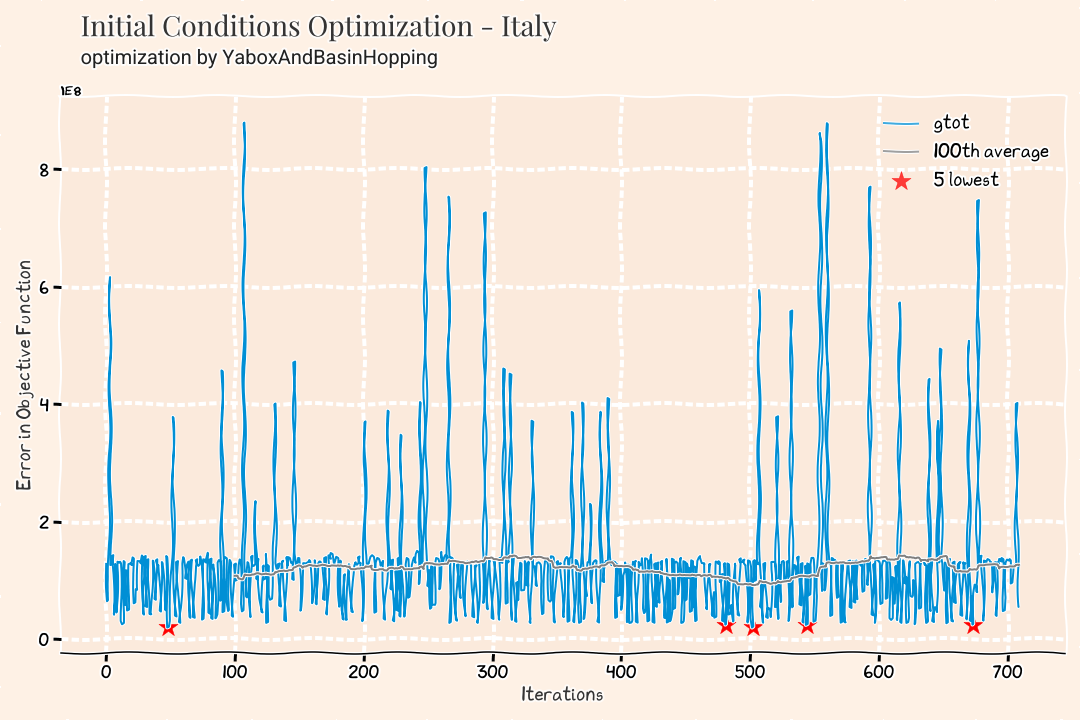 Initial Conditions Optimization - Italy
optimization by YaboxAndBasinHopping
1E8
gtot
100th average
5 lowest
8
6
4
2
0
Error in Objective Function
0 100 200 300 400 500 600 700
Iterations